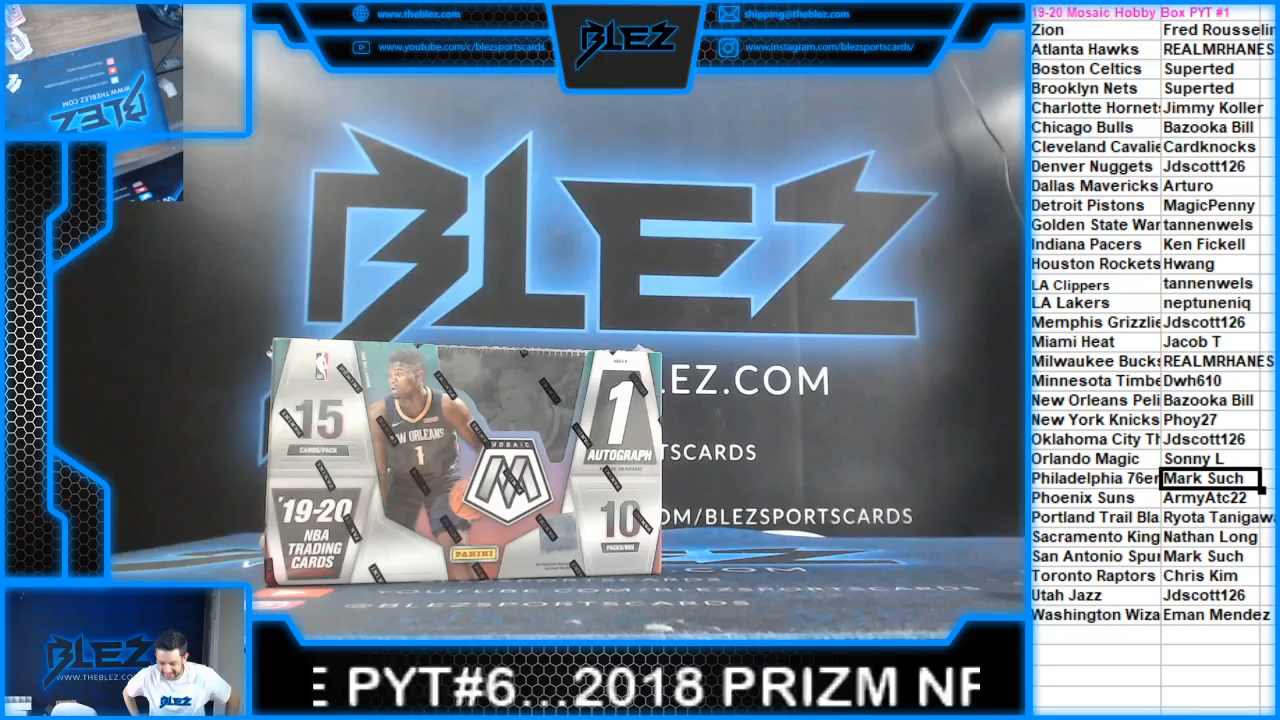 www.theblez.com
shipping@theblez.com
www.youtube.com/c/blezsportscards
www.instagram.com/blezsportscards/
BLEZ
WWW.THEBLEZ.COM
BLEZ
BLEZ
LEZ.COM
TSCARDS
OM/BLEZSPORTSCARDS
15
CARDS/PACK
'19-20
NBA
TRADING
CARDS
NEW ORLEANS
1
MOSAIC
M
PANINI
1
AUTOGRAPH
10
PACKS/BOX
@BLEZSPORTSCARDS
BLEZ
WWW.THEBLEZ.COM
BLEZ
E PYT#6...2018 PRIZM NF
19-20 Mosaic Hobby Box PYT #1
Zion Fred Rousselin
Atlanta Hawks REALMRHANES
Boston Celtics Superted
Brooklyn Nets Superted
Charlotte Hornets Jimmy Koller
Chicago Bulls Bazooka Bill
Cleveland Cavalie Cardknocks
Denver Nuggets Jdscott126
Dallas Mavericks Arturo
Detroit Pistons MagicPenny
Golden State War tannenwels
Indiana Pacers Ken Fickell
Houston Rockets Hwang
LA Clippers tannenwels
LA Lakers neptuneniq
Memphis Grizzlie Jdscott126
Miami Heat Jacob T
Milwaukee Bucks REALMRHANES
Minnesota Timbe Dwh610
New Orleans Peli Bazooka Bill
New York Knicks Phoy27
Oklahoma City Th Jdscott126
Orlando Magic Sonny L
Philadelphia 76er Mark Such
Phoenix Suns ArmyAtc22
Portland Trail Bla Ryota Tanigaw
Sacramento King Nathan Long
San Antonio Spur Mark Such
Toronto Raptors Chris Kim
Utah Jazz Jdscott126
Washington Wiza Eman Mendez